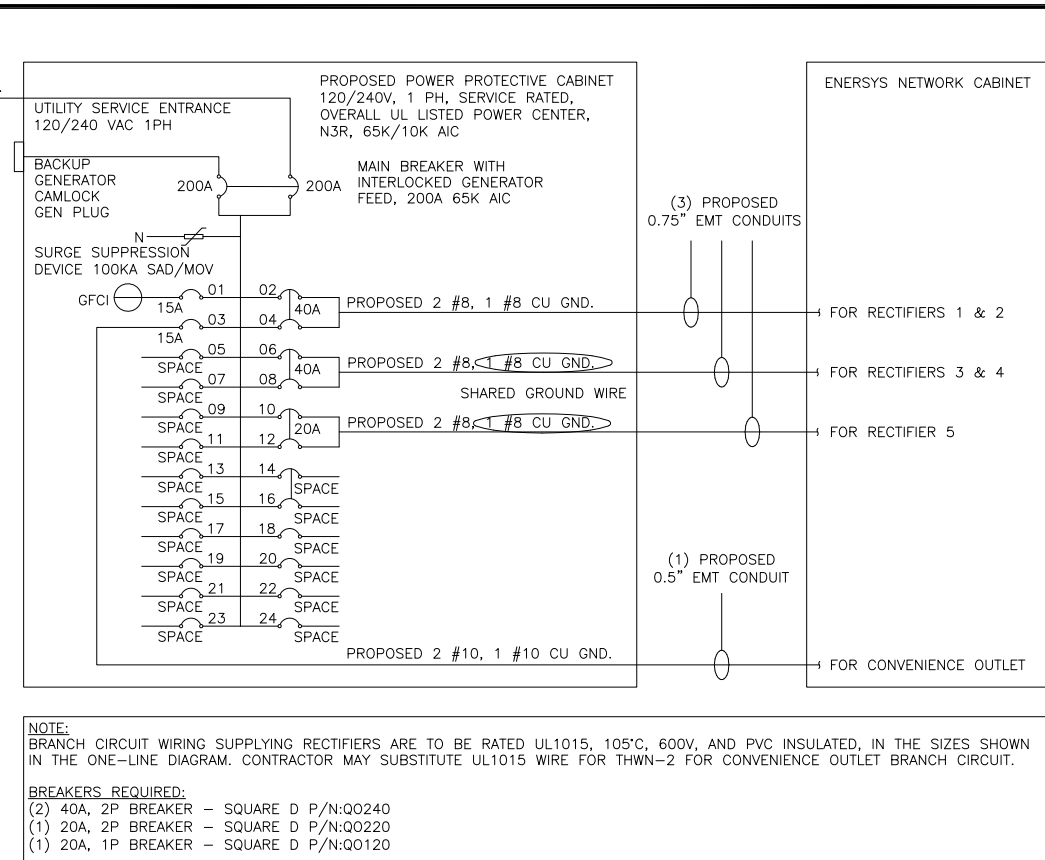 PROPOSED POWER PROTECTIVE CABINET
120/240V, 1 PH, SERVICE RATED,
OVERALL UL LISTED POWER CENTER,
N3R, 65K/10K AIC
ENERSYS NETWORK CABINET
UTILITY SERVICE ENTRANCE
120/240 VAC 1PH
BACKUP
GENERATOR
CAMLOCK
GEN PLUG
200A
200A
MAIN BREAKER WITH
INTERLOCKED GENERATOR
FEED, 200A 65K AIC
(3) PROPOSED
0.75" EMT CONDUITS
N
SURGE SUPPRESSION
DEVICE 100KA SAD/MOV
GFCI
15A
01
02
40A
PROPOSED 2 #8, 1 #8 CU GND.
FOR RECTIFIERS 1 & 2
15A
03
04
SPACE
05
06
40A
PROPOSED 2 #8, 1 #8 CU GND.
FOR RECTIFIERS 3 & 4
SPACE
07
08
SHARED GROUND WIRE
SPACE
09
10
20A
PROPOSED 2 #8, 1 #8 CU GND.
FOR RECTIFIER 5
SPACE
11
12
SPACE
13
14
SPACE
SPACE
15
16
SPACE
SPACE
17
18
SPACE
SPACE
19
20
SPACE
SPACE
21
22
SPACE
SPACE
23
24
SPACE
(1) PROPOSED
0.5" EMT CONDUIT
PROPOSED 2 #10, 1 #10 CU GND.
FOR CONVENIENCE OUTLET
NOTE:
BRANCH CIRCUIT WIRING SUPPLYING RECTIFIERS ARE TO BE RATED UL1015, 105°C, 600V, AND PVC INSULATED, IN THE SIZES SHOWN
IN THE ONE-LINE DIAGRAM. CONTRACTOR MAY SUBSTITUTE UL1015 WIRE FOR THWN-2 FOR CONVENIENCE OUTLET BRANCH CIRCUIT.
BREAKERS REQUIRED:
(2) 40A, 2P BREAKER - SQUARE D P/N:QO240
(1) 20A, 2P BREAKER - SQUARE D P/N:QO220
(1) 20A, 1P BREAKER - SQUARE D P/N:QO120